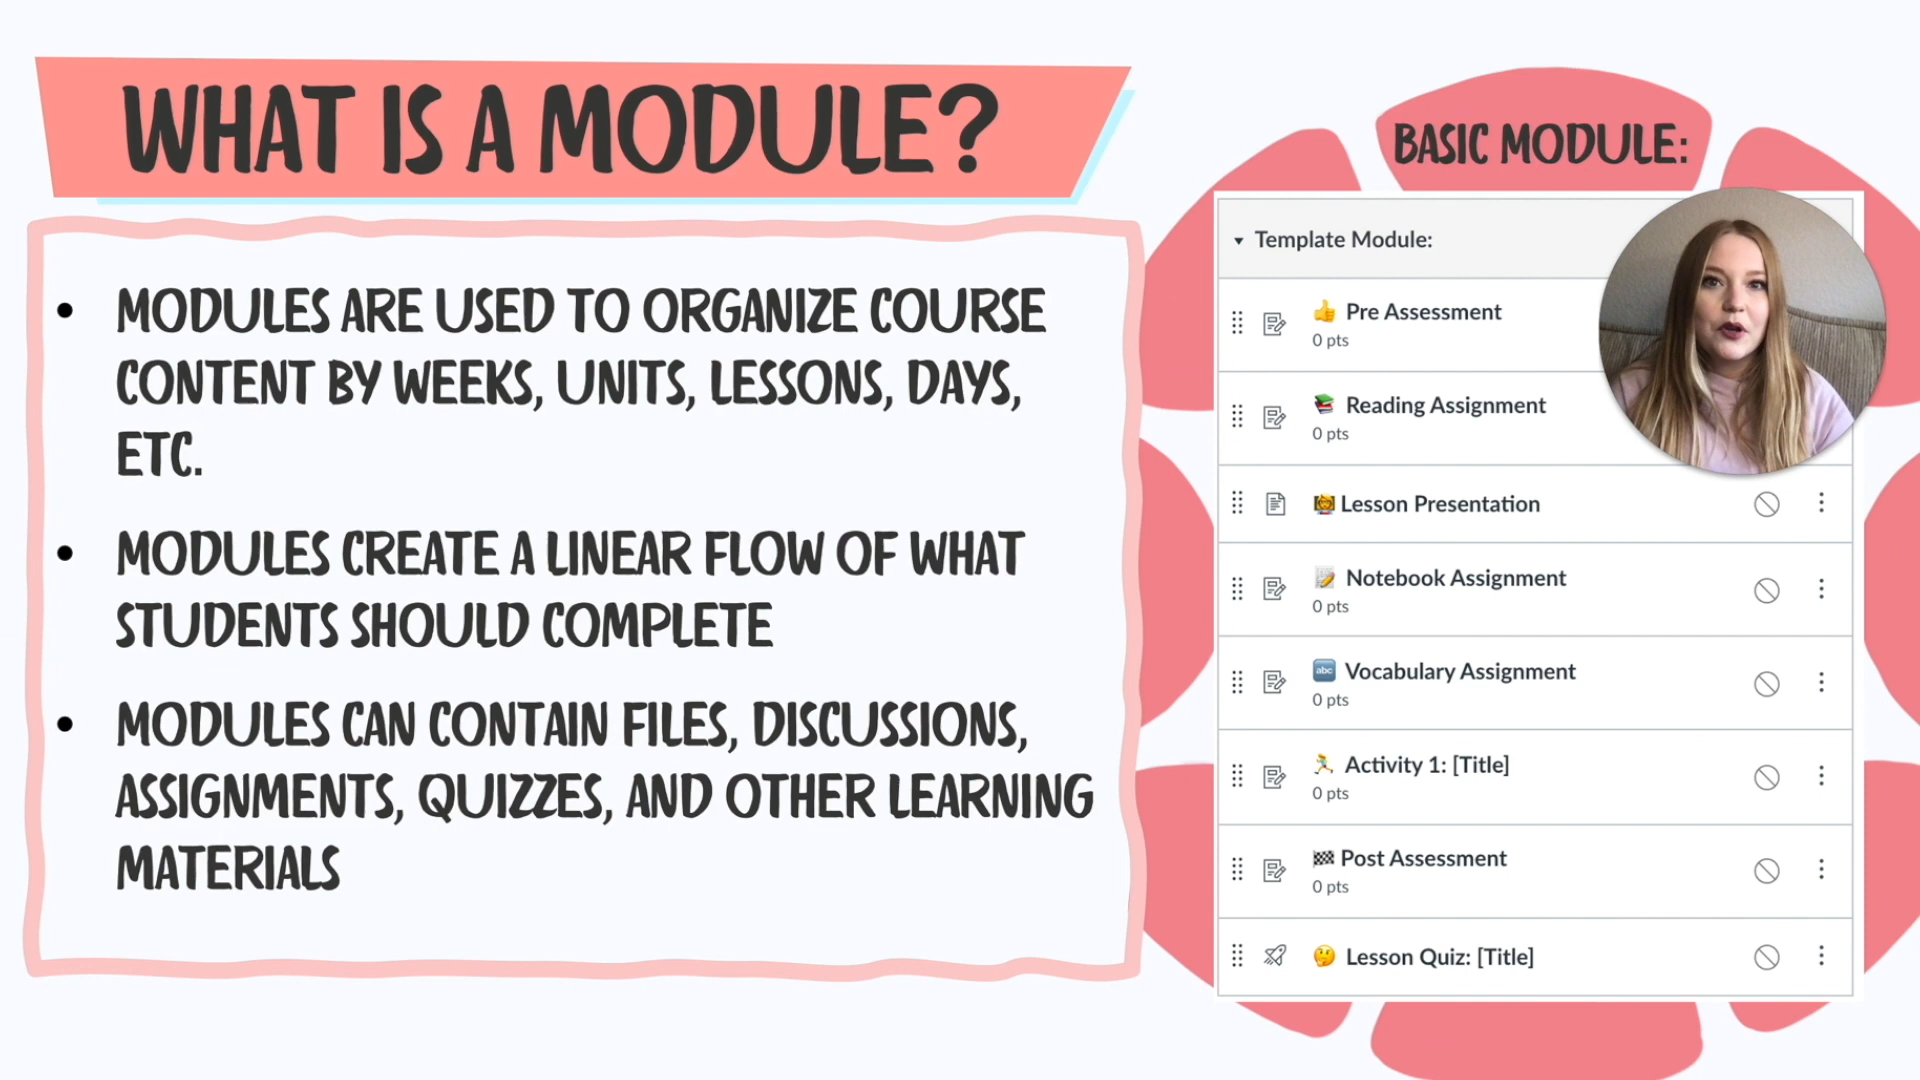 WHAT IS A MODULE?
• MODULES ARE USED TO ORGANIZE COURSE
CONTENT BY WEEKS, UNITS, LESSONS, DAYS,
ETC.
• MODULES CREATE A LINEAR FLOW OF WHAT
STUDENTS SHOULD COMPLETE
• MODULES CAN CONTAIN FILES, DISCUSSIONS,
ASSIGNMENTS, QUIZZES, AND OTHER LEARNING
MATERIALS
BASIC MODULE:
Template Module:
👍 Pre Assessment
0 pts
📚 Reading Assignment
0 pts
👩‍🏫 Lesson Presentation
📝 Notebook Assignment
0 pts
🔤 Vocabulary Assignment
0 pts
🏃 Activity 1: [Title]
0 pts
🏁 Post Assessment
0 pts
🤔 Lesson Quiz: [Title]